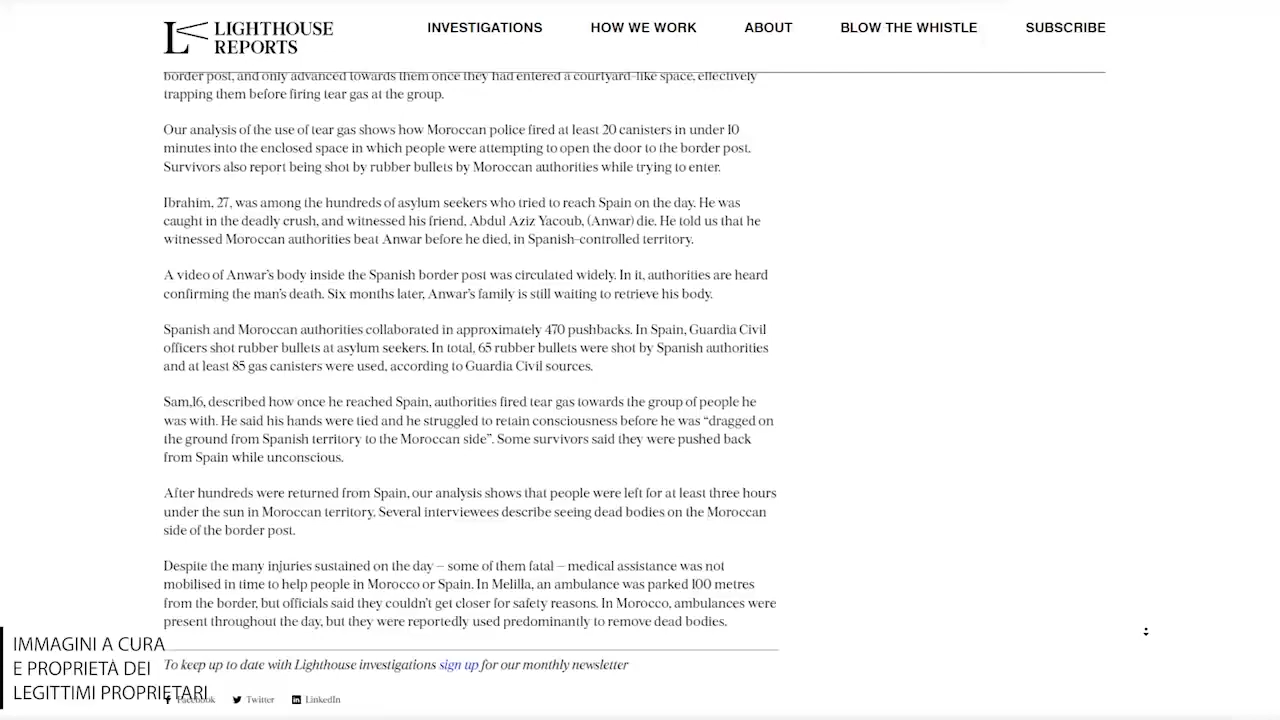 LIGHTHOUSE
REPORTS
INVESTIGATIONS
HOW WE WORK
ABOUT
BLOW THE WHISTLE
SUBSCRIBE
border post, and only advanced towards them once they had entered a courtyard-like space, effectively
trapping them before firing tear gas at the group.
Our analysis of the use of tear gas shows how Moroccan police fired at least 20 canisters in under 10
minutes into the enclosed space in which people were attempting to open the door to the border post.
Survivors also report being shot by rubber bullets by Moroccan authorities while trying to enter.
Ibrahim, 27, was among the hundreds of asylum seekers who tried to reach Spain on the day. He was
caught in the deadly crush, and witnessed his friend, Abdul Aziz Yacoub, (Anwar) die. He told us that he
witnessed Moroccan authorities beat Anwar before he died, in Spanish-controlled territory.
A video of Anwar's body inside the Spanish border post was circulated widely. In it, authorities are heard
confirming the man's death. Six months later, Anwar's family is still waiting to retrieve his body.
Spanish and Moroccan authorities collaborated in approximately 470 pushbacks. In Spain, Guardia Civil
officers shot rubber bullets at asylum seekers. In total, 65 rubber bullets were shot by Spanish authorities
and at least 85 gas canisters were used, according to Guardia Civil sources.
Sam,16, described how once he reached Spain, authorities fired tear gas towards the group of people he
was with. He said his hands were tied and he struggled to retain consciousness before he was “dragged on
the ground from Spanish territory to the Moroccan side”. Some survivors said they were pushed back
from Spain while unconscious.
After hundreds were returned from Spain, our analysis shows that people were left for at least three hours
under the sun in Moroccan territory. Several interviewees describe seeing dead bodies on the Moroccan
side of the border post.
Despite the many injuries sustained on the day – some of them fatal – medical assistance was not
mobilised in time to help people in Morocco or Spain. In Melilla, an ambulance was parked 100 metres
from the border, but officials said they couldn't get closer for safety reasons. In Morocco, ambulances were
present throughout the day, but they were reportedly used predominantly to remove dead bodies.
To keep up to date with Lighthouse investigations sign up for our monthly newsletter
Facebook
Twitter
LinkedIn
IMMAGINI A CURA
E PROPRIETÀ DEI
LEGITTIMI PROPRIETARI